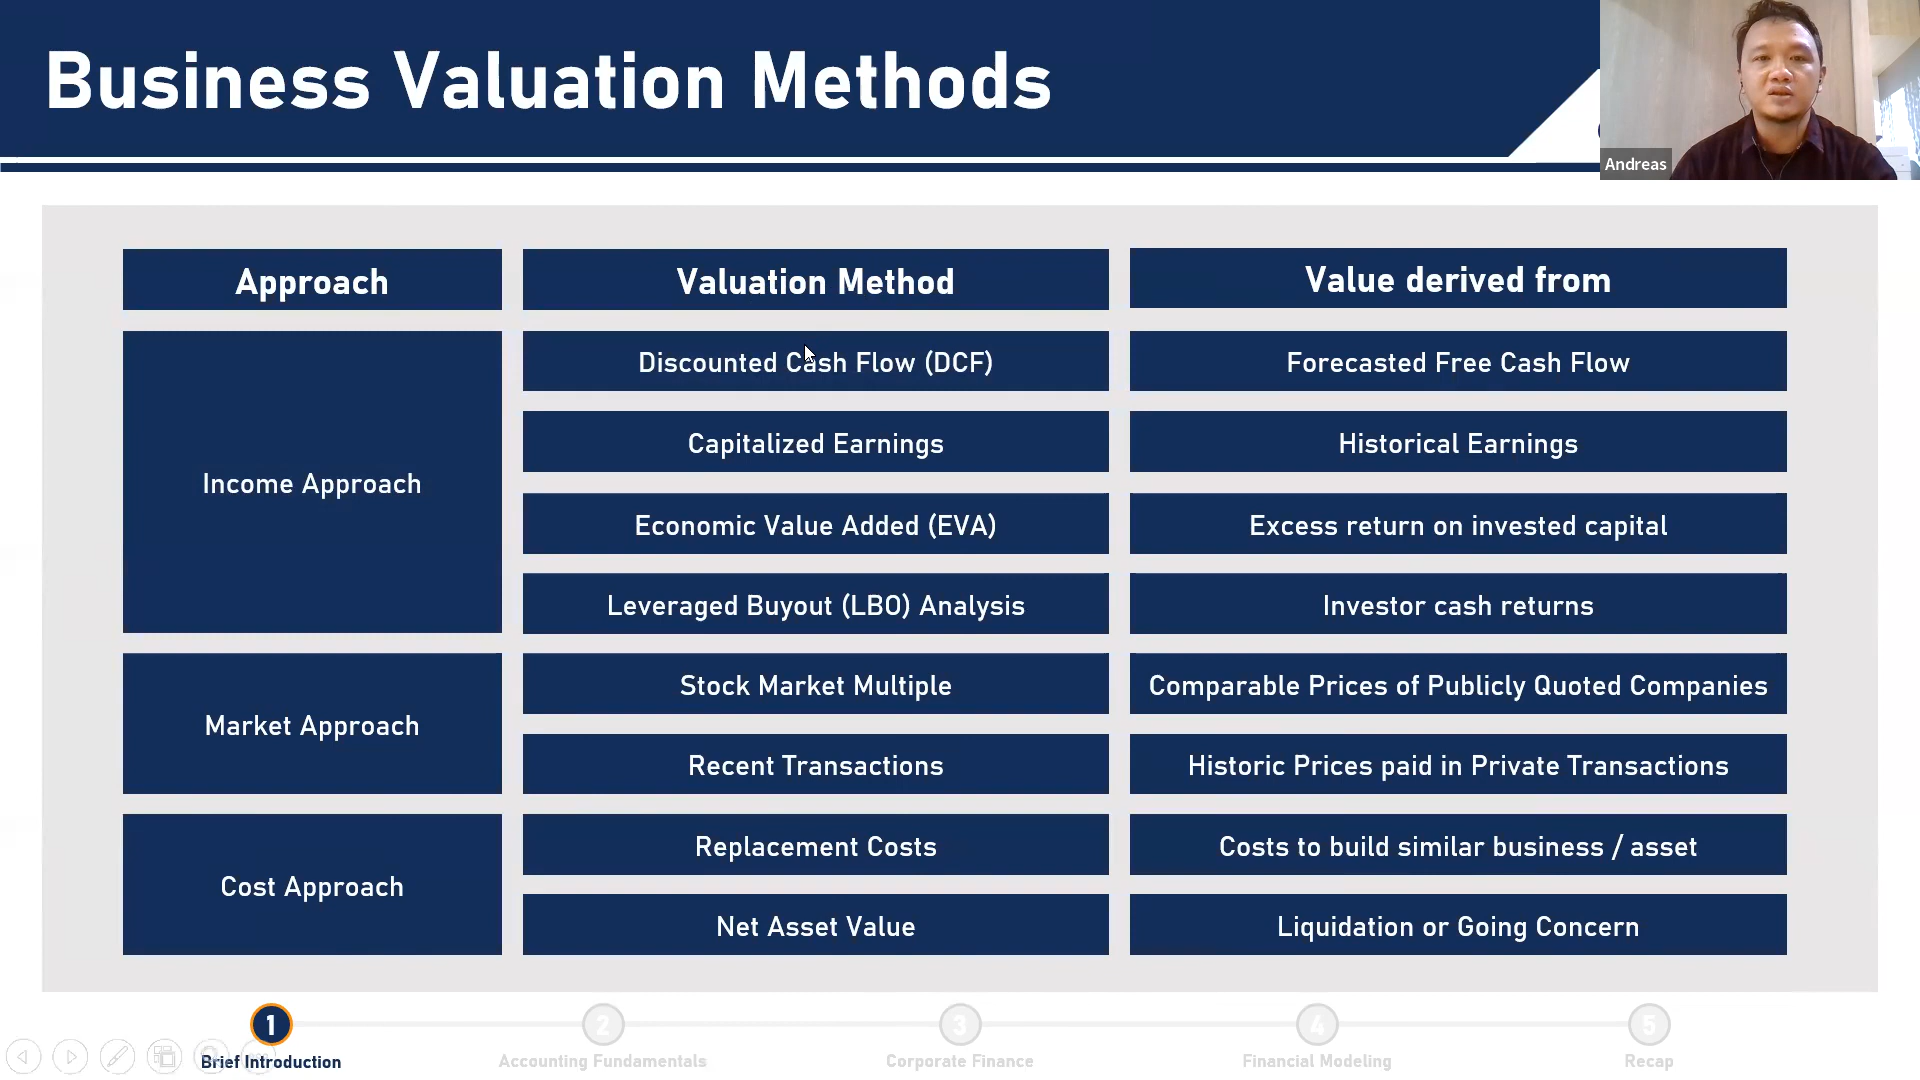 Business Valuation Methods
Andreas
Approach
Valuation Method
Value derived from
Income Approach
Discounted Cash Flow (DCF)
Forecasted Free Cash Flow
Capitalized Earnings
Historical Earnings
Economic Value Added (EVA)
Excess return on invested capital
Leveraged Buyout (LBO) Analysis
Investor cash returns
Market Approach
Stock Market Multiple
Comparable Prices of Publicly Quoted Companies
Recent Transactions
Historic Prices paid in Private Transactions
Cost Approach
Replacement Costs
Costs to build similar business / asset
Net Asset Value
Liquidation or Going Concern
1
Brief Introduction
2
Accounting Fundamentals
3
Corporate Finance
4
Financial Modeling
5
Recap